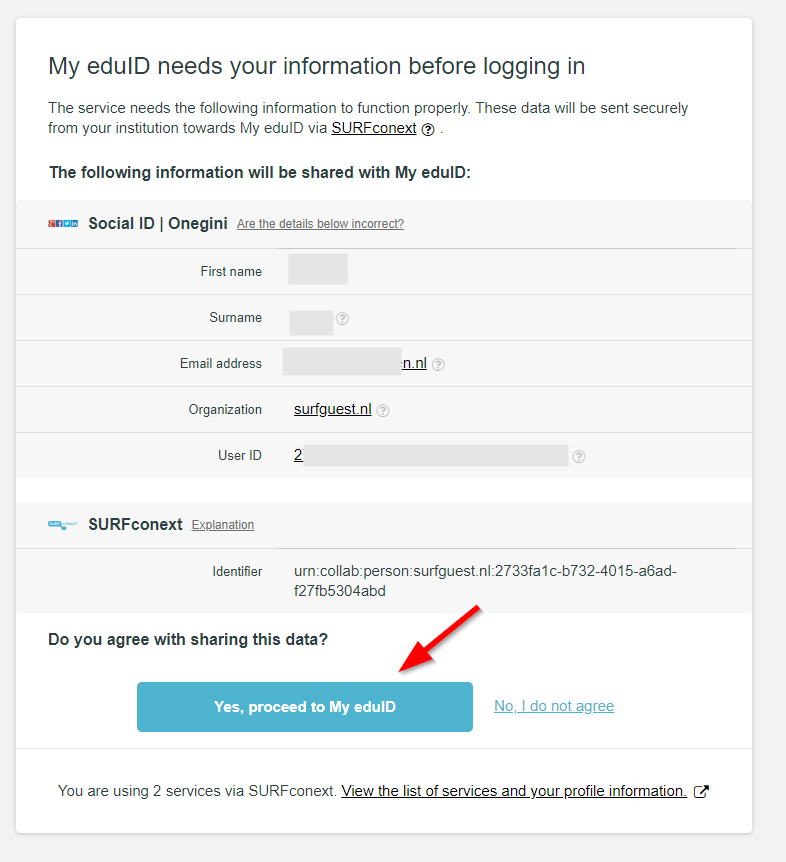 My eduID needs your information before logging in
The service needs the following information to function properly. These data will be sent securely
from your institution towards My eduID via SURFconext ? .
The following information will be shared with My eduID:
Social ID | Onegini Are the details below incorrect?
First name
Surname ?
Email address n.nl ?
Organization surfguest.nl ?
User ID 2 ?
SURFconext Explanation
Identifier urn:collab:person:surfguest.nl:2733fa1c-b732-4015-a6ad-
f27fb5304abd
Do you agree with sharing this data?
Yes, proceed to My eduID No, I do not agree
You are using 2 services via SURFconext. View the list of services and your profile information.